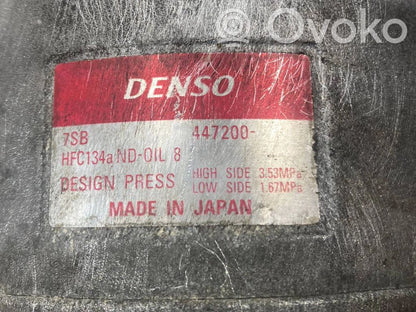 Ovoko
DENSO
7SB 447200-
HFC134a ND-OIL 8
DESIGN PRESS HIGH SIDE 3.53MPa
LOW SIDE 1.67MPa
MADE IN JAPAN
Ovoko